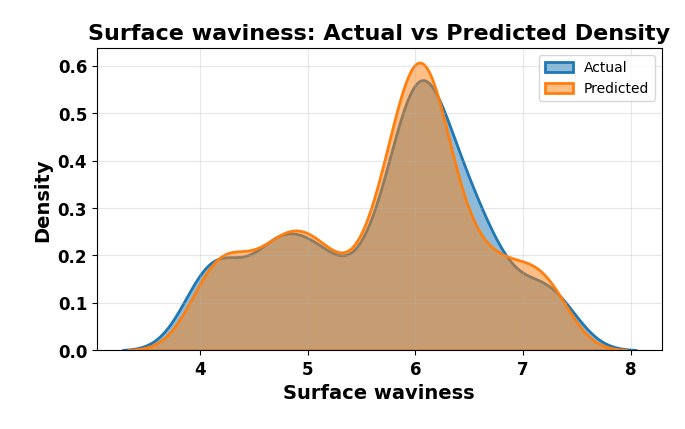 Surface waviness: Actual vs Predicted Density
Actual
Predicted
Density
0.6
0.5
0.4
0.3
0.2
0.1
0.0
4 5 6 7 8
Surface waviness